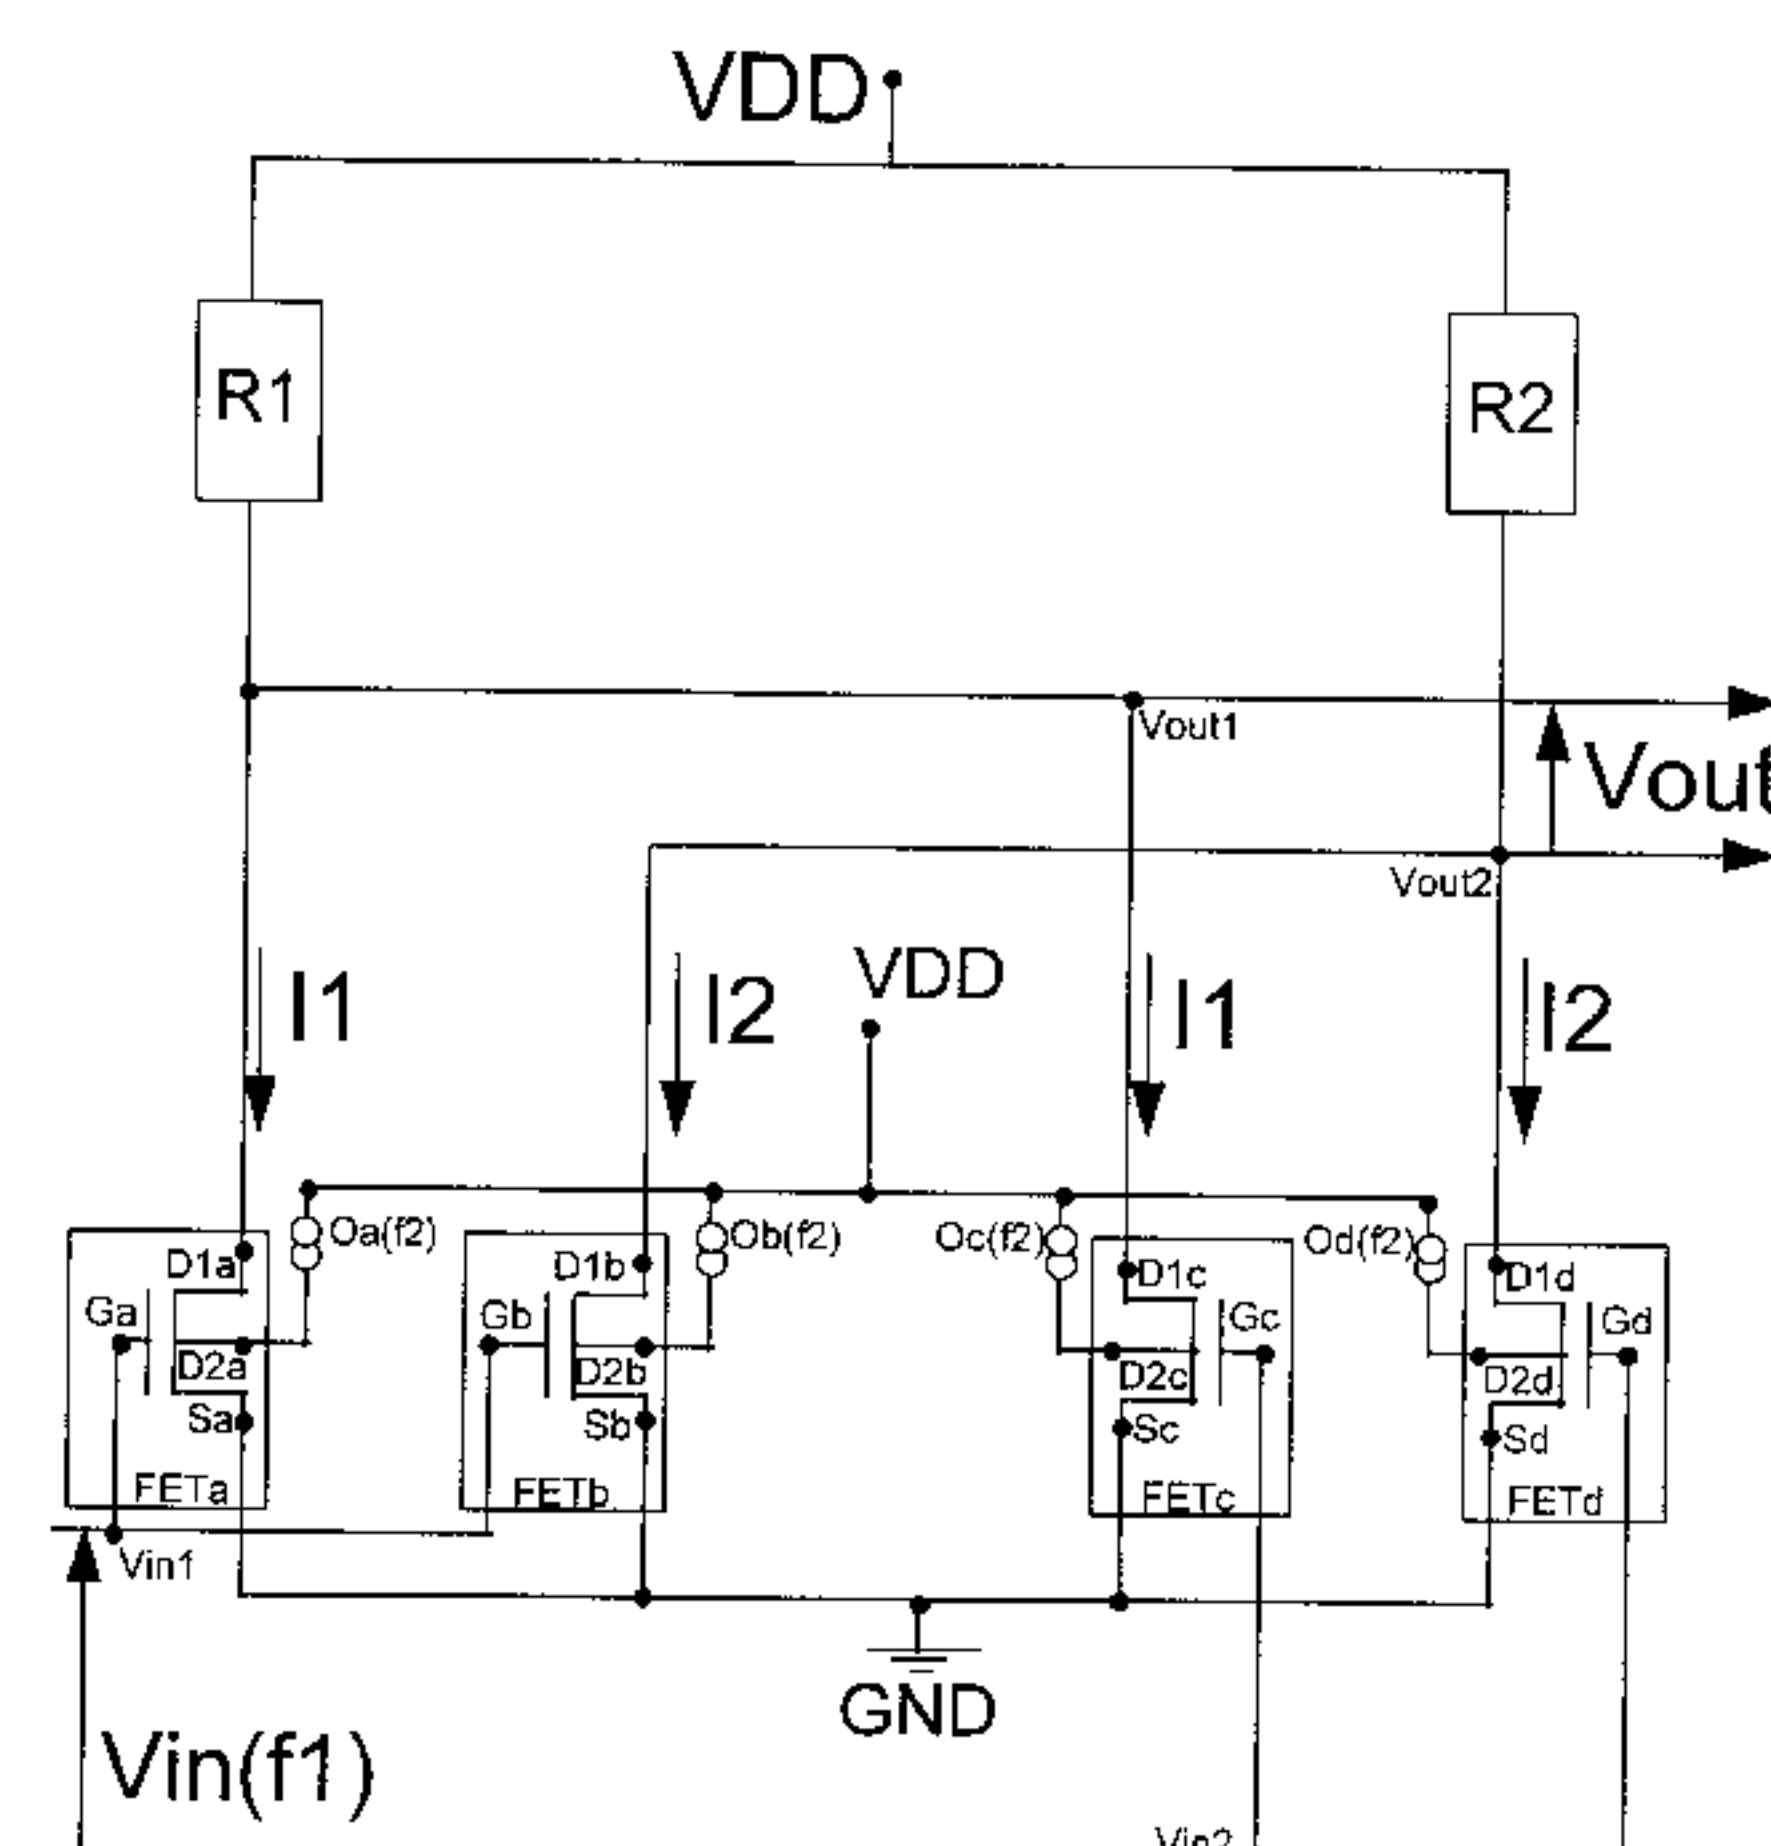 VDD
R1
R2
Vout1
Vout
Vout2
I1
I2
VDD
I1
I2
Oa(f2)
Ob(f2)
Oc(f2)
Od(f2)
D1a
D1b
D1c
D1d
Ga
Gb
Gc
Gd
D2a
D2b
D2c
D2d
Sa
Sb
Sc
Sd
FETa
FETb
FETc
FETd
Vin1
GND
Vin(f1)
Vin2